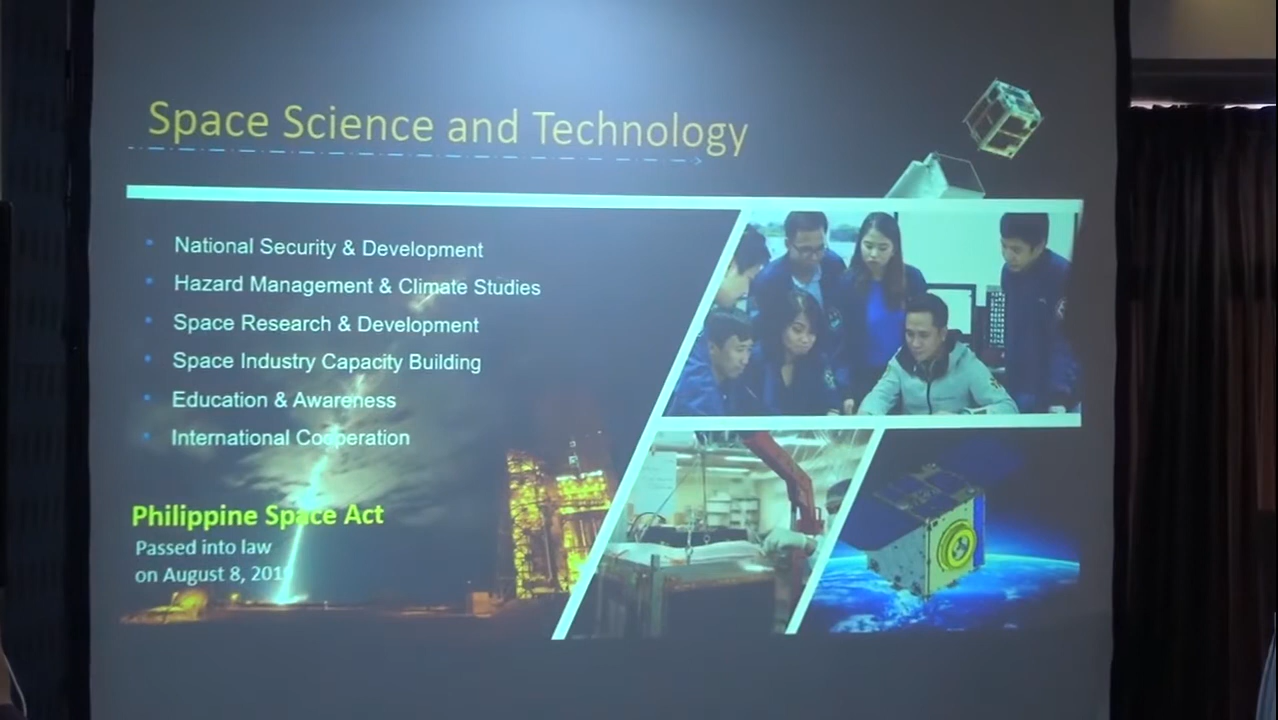 Space Science and Technology
• National Security & Development
• Hazard Management & Climate Studies
• Space Research & Development
• Space Industry Capacity Building
• Education & Awareness
• International Cooperation
Philippine Space Act
Passed into law
on August 8, 2019